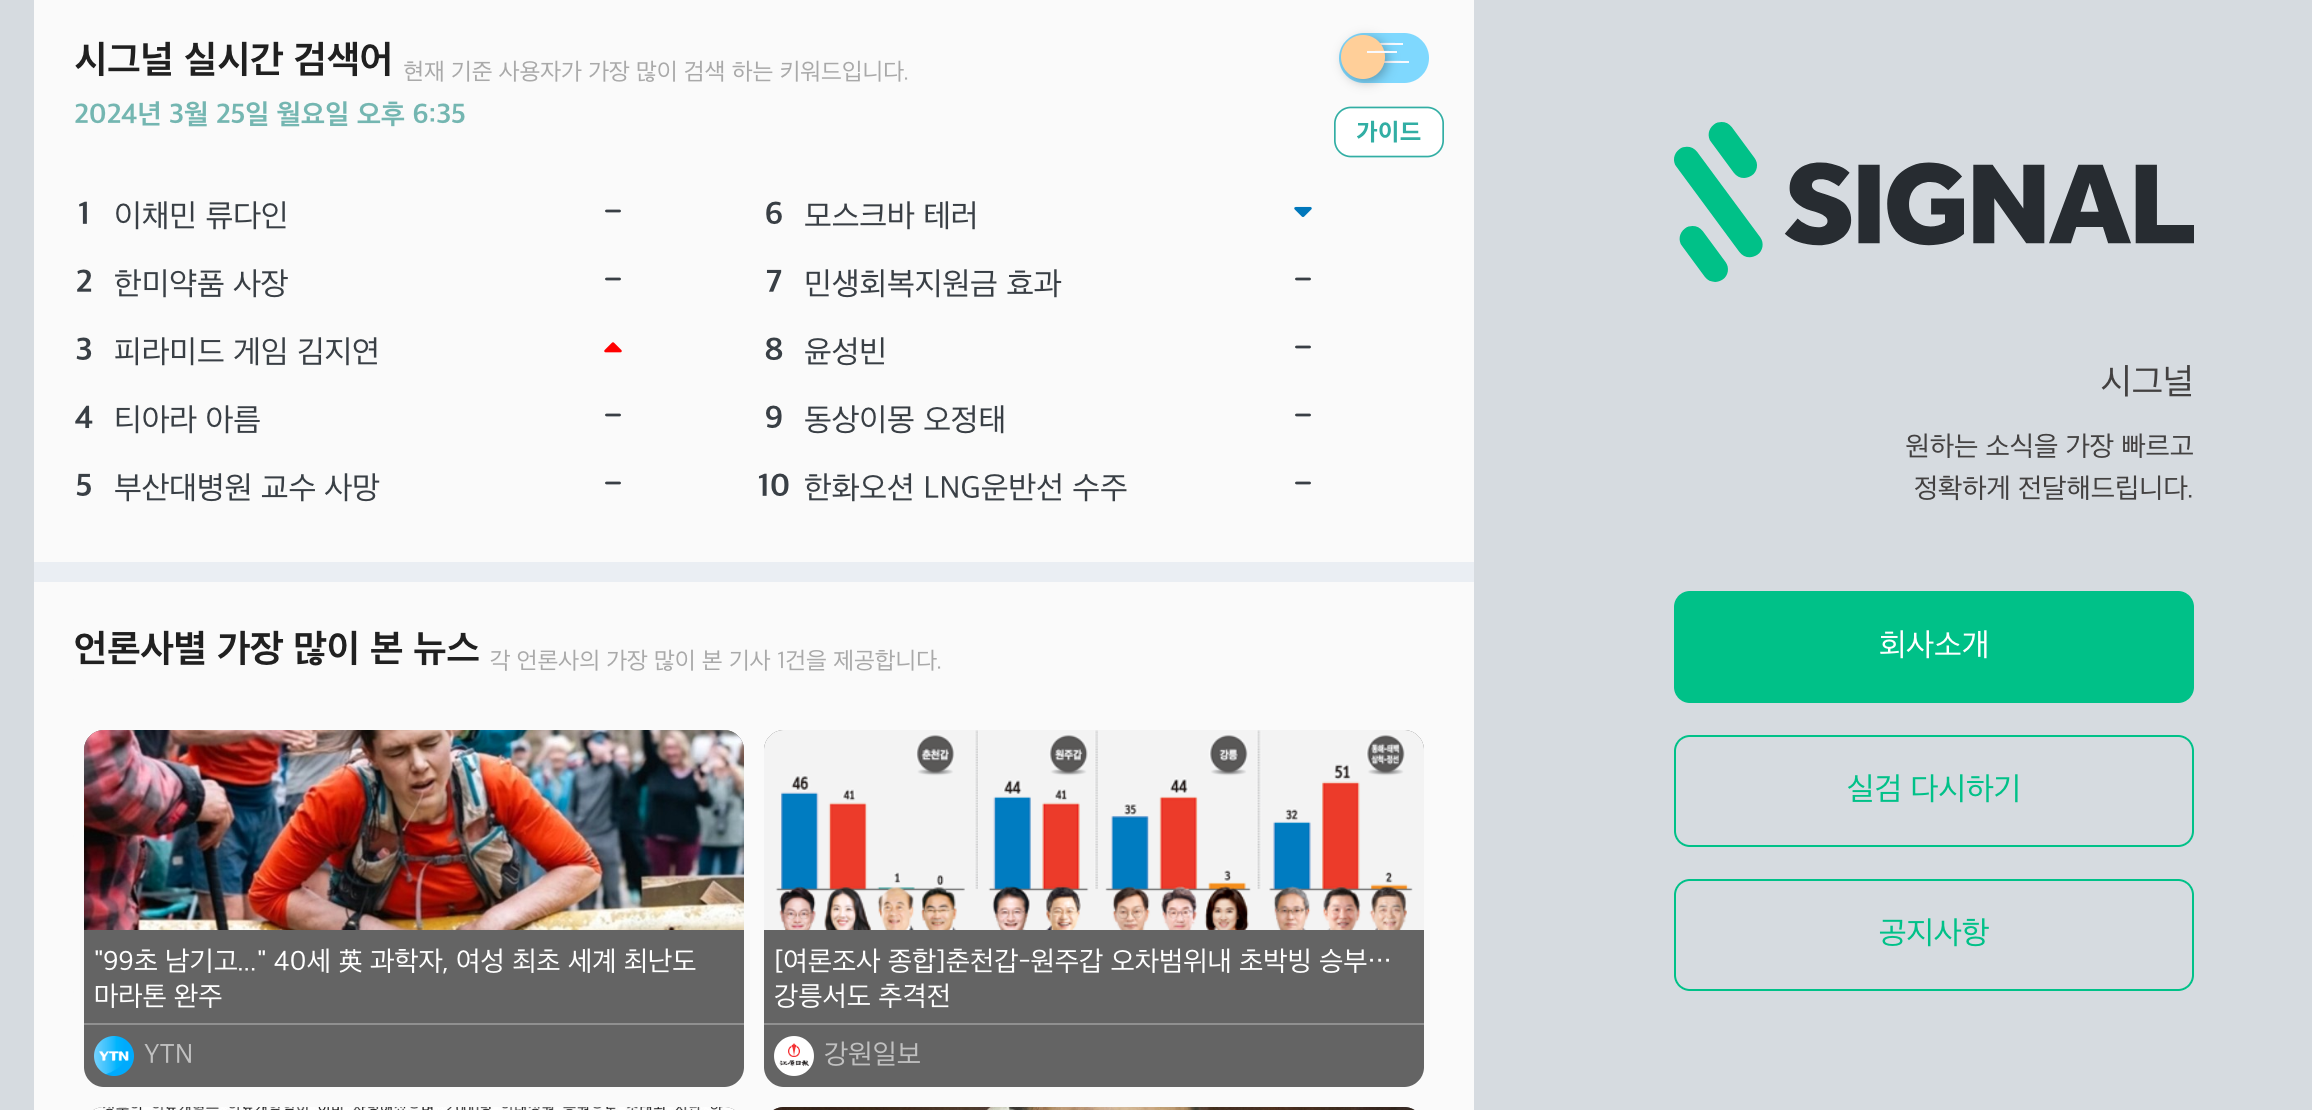 시그널 실시간 검색어 현재 기준 사용자가 가장 많이 검색 하는 키워드입니다.
2024년 3월 25일 월요일 오후 6:35
가이드
1 이채민 류다인 –
2 한미약품 사장 –
3 피라미드 게임 김지연
4 티아라 아름 –
5 부산대병원 교수 사망 –
6 모스크바 테러
7 민생회복지원금 효과 –
8 윤성빈 –
9 동상이몽 오정태 –
10 한화오션 LNG운반선 수주 –
언론사별 가장 많이 본 뉴스 각 언론사의 가장 많이 본 기사 1건을 제공합니다.
"99초 남기고..." 40세 英 과학자, 여성 최초 세계 최난도
마라톤 완주
YTN YTN
춘천갑 원주갑 강릉 동해-태백
삼척-정선
46 41 1 0 44 41 35 44 3 32 51 2
[여론조사 종합]춘천갑-원주갑 오차범위내 초박빙 승부…
강릉서도 추격전
강원일보
SIGNAL
시그널
원하는 소식을 가장 빠르고
정확하게 전달해드립니다.
회사소개
실검 다시하기
공지사항